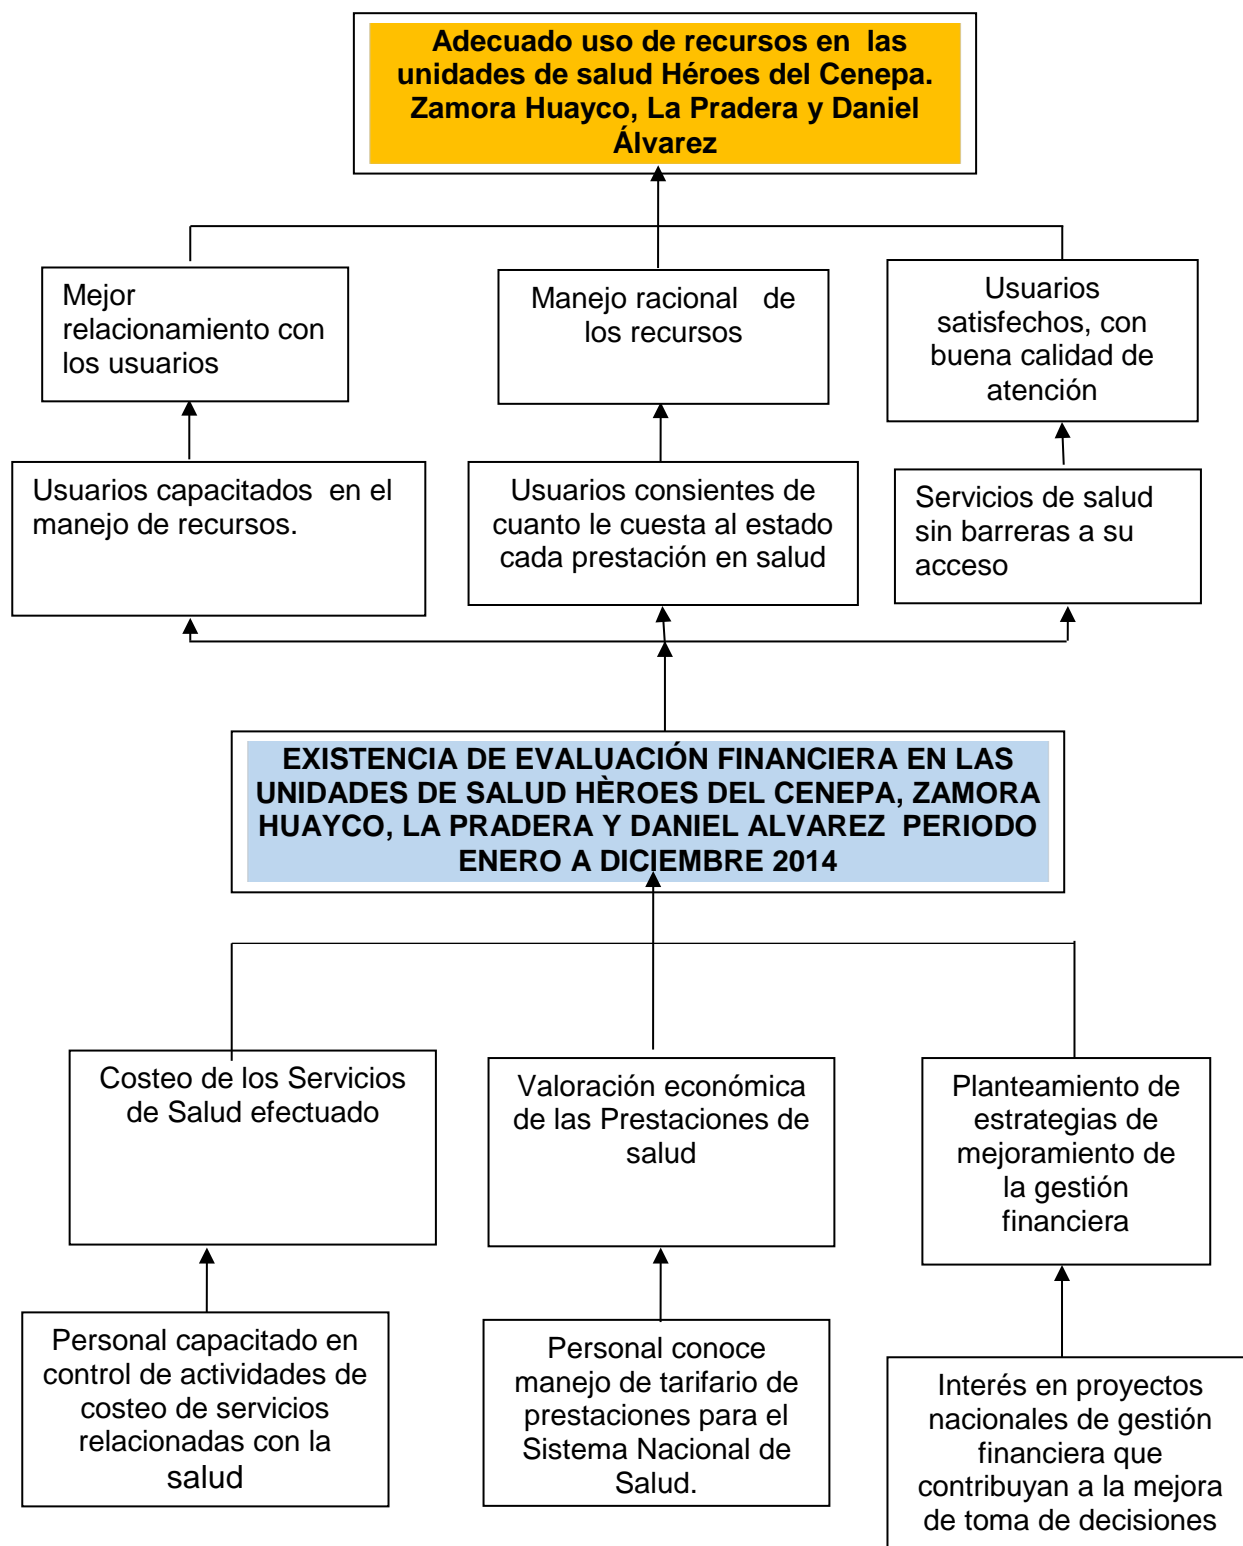 Adecuado uso de recursos en las
unidades de salud Héroes del Cenepa.
Zamora Huayco, La Pradera y Daniel
Álvarez
Mejor
relacionamiento con
los usuarios
Manejo racional de
los recursos
Usuarios
satisfechos, con
buena calidad de
atención
Usuarios capacitados en el
manejo de recursos.
Usuarios consientes de
cuanto le cuesta al estado
cada prestación en salud
Servicios de salud
sin barreras a su
acceso
EXISTENCIA DE EVALUACIÓN FINANCIERA EN LAS
UNIDADES DE SALUD HÈROES DEL CENEPA, ZAMORA
HUAYCO, LA PRADERA Y DANIEL ALVAREZ PERIODO
ENERO A DICIEMBRE 2014
Costeo de los Servicios
de Salud efectuado
Valoración económica
de las Prestaciones de
salud
Planteamiento de
estrategias de
mejoramiento de
la gestión
financiera
Personal capacitado en
control de actividades de
costeo de servicios
relacionadas con la
salud
Personal conoce
manejo de tarifario de
prestaciones para el
Sistema Nacional de
Salud.
Interés en proyectos
nacionales de gestión
financiera que
contribuyan a la mejora
de toma de decisiones